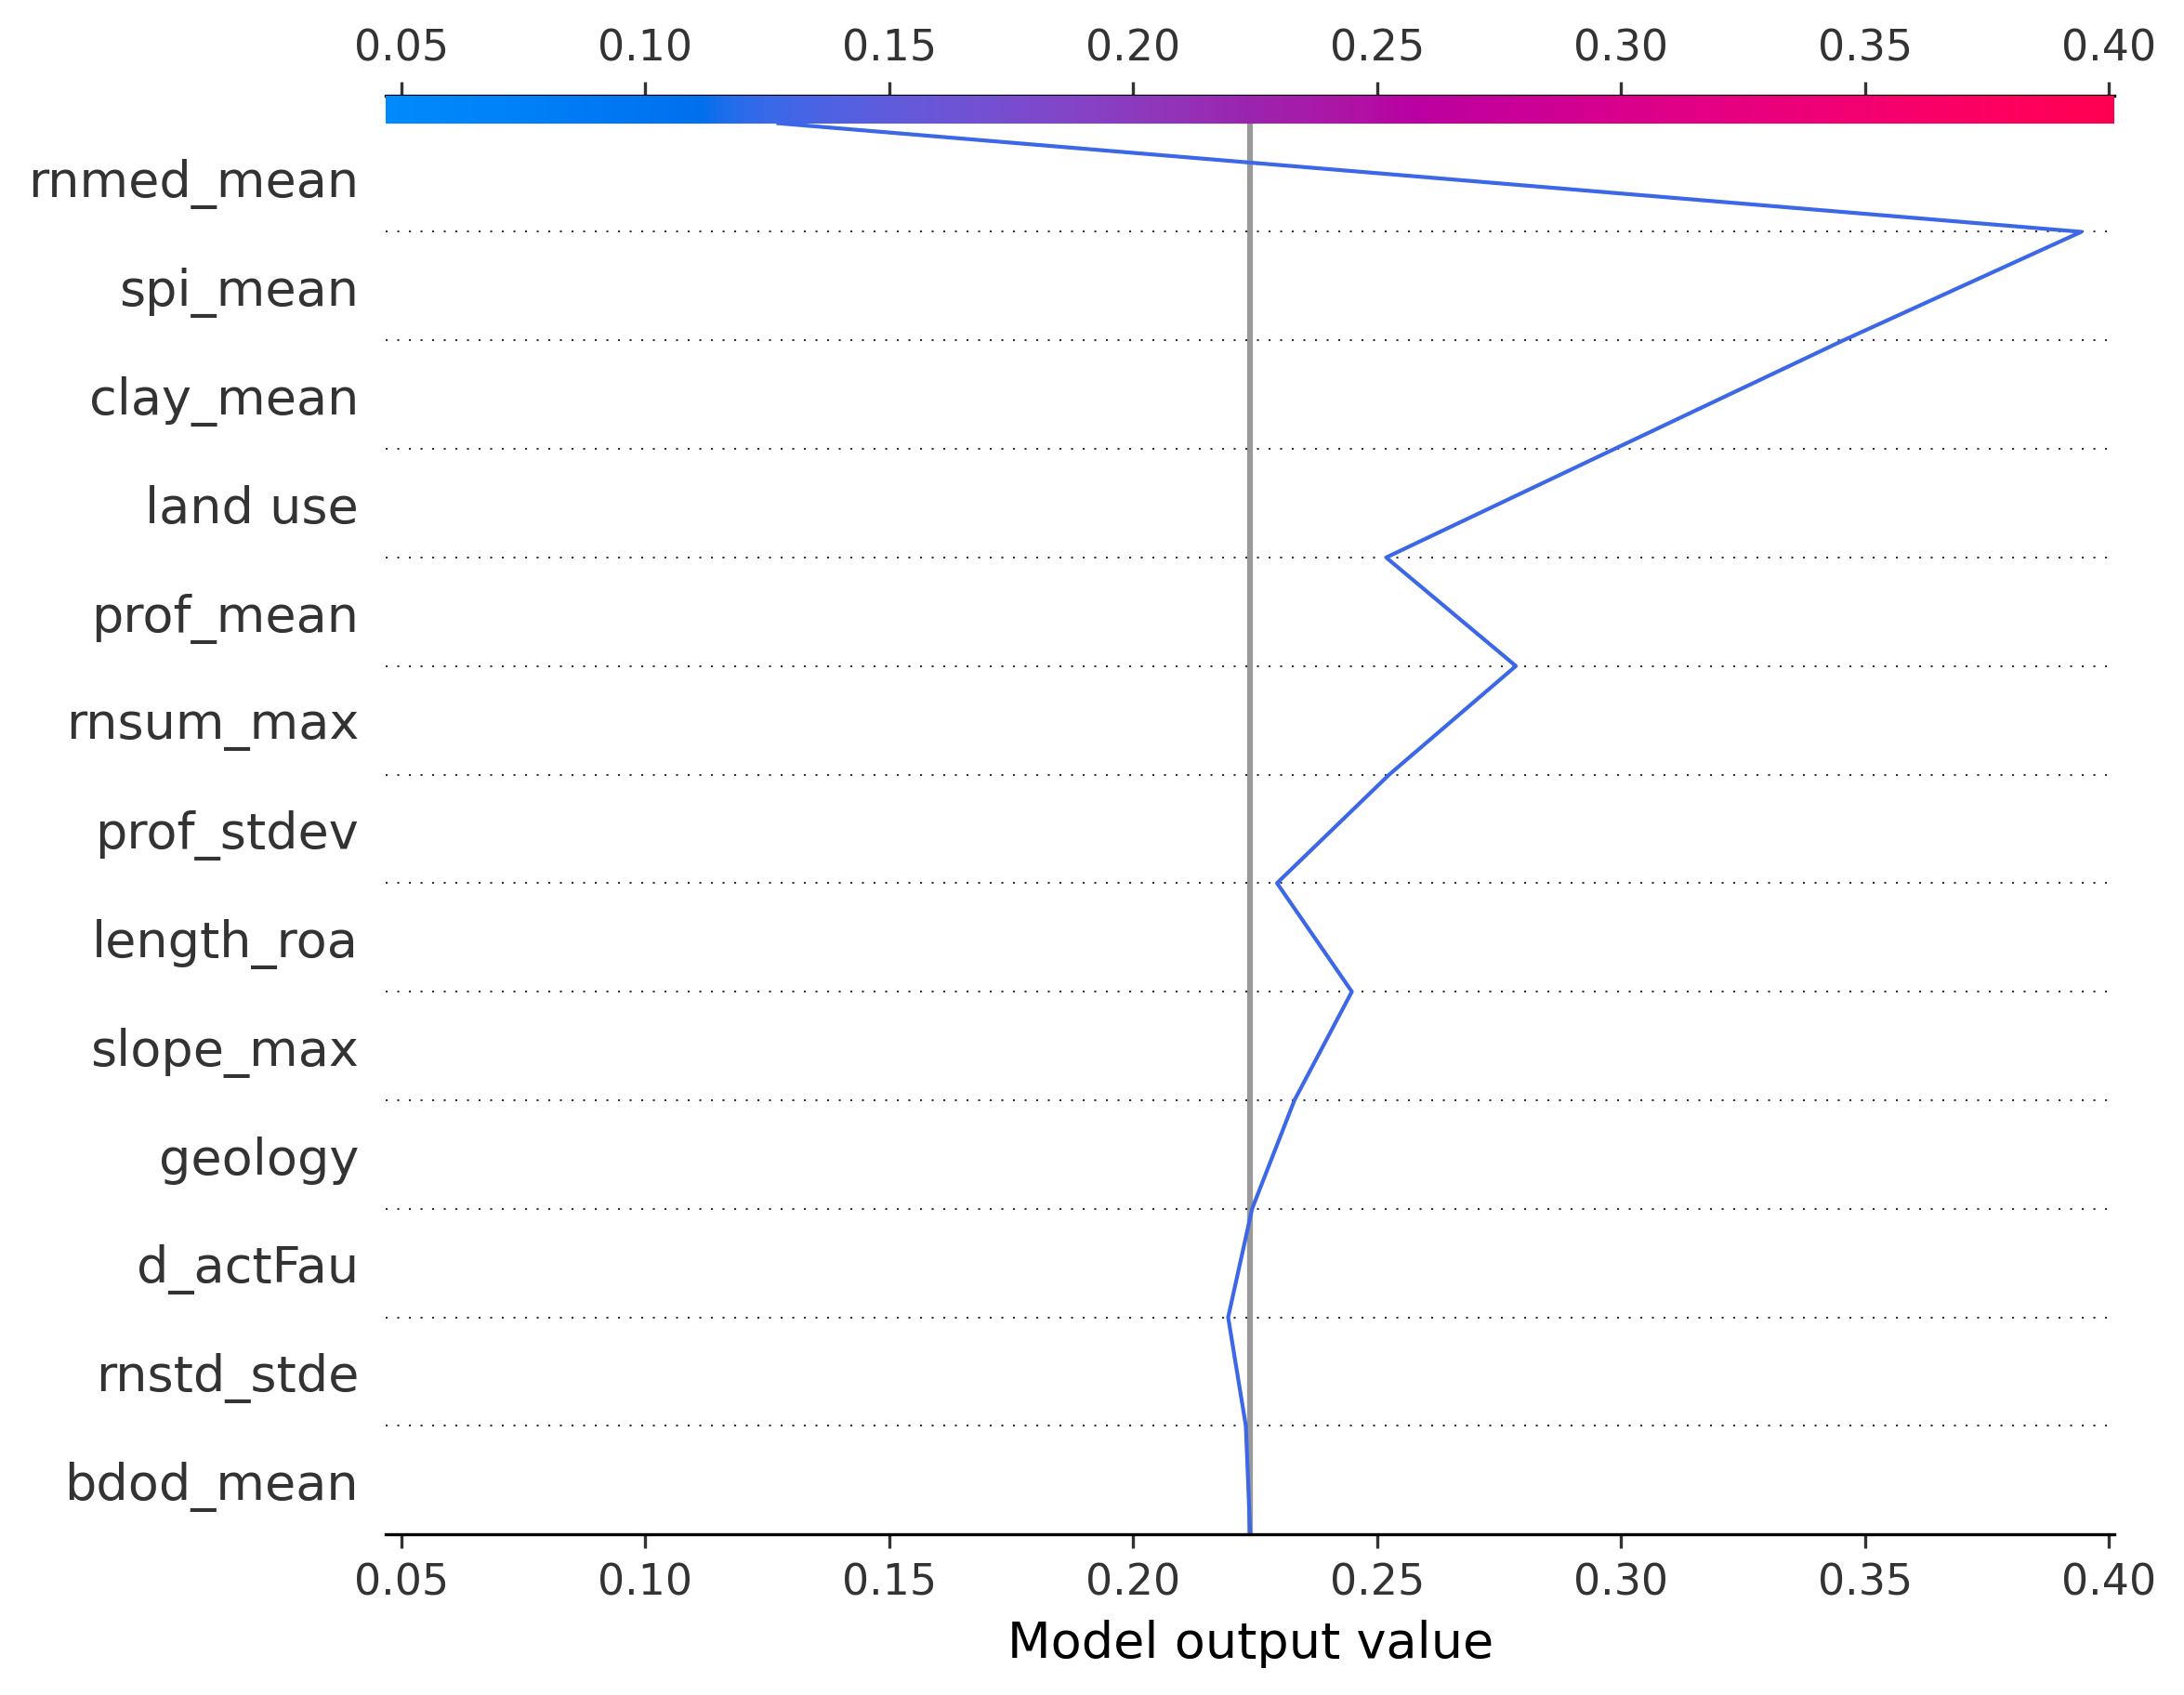 0.05 0.10 0.15 0.20 0.25 0.30 0.35 0.40
rnmed_mean
spi_mean
clay_mean
land use
prof_mean
rnsum_max
prof_stdev
length_roa
slope_max
geology
d_actFau
rnstd_stde
bdod_mean
0.05 0.10 0.15 0.20 0.25 0.30 0.35 0.40
Model output value